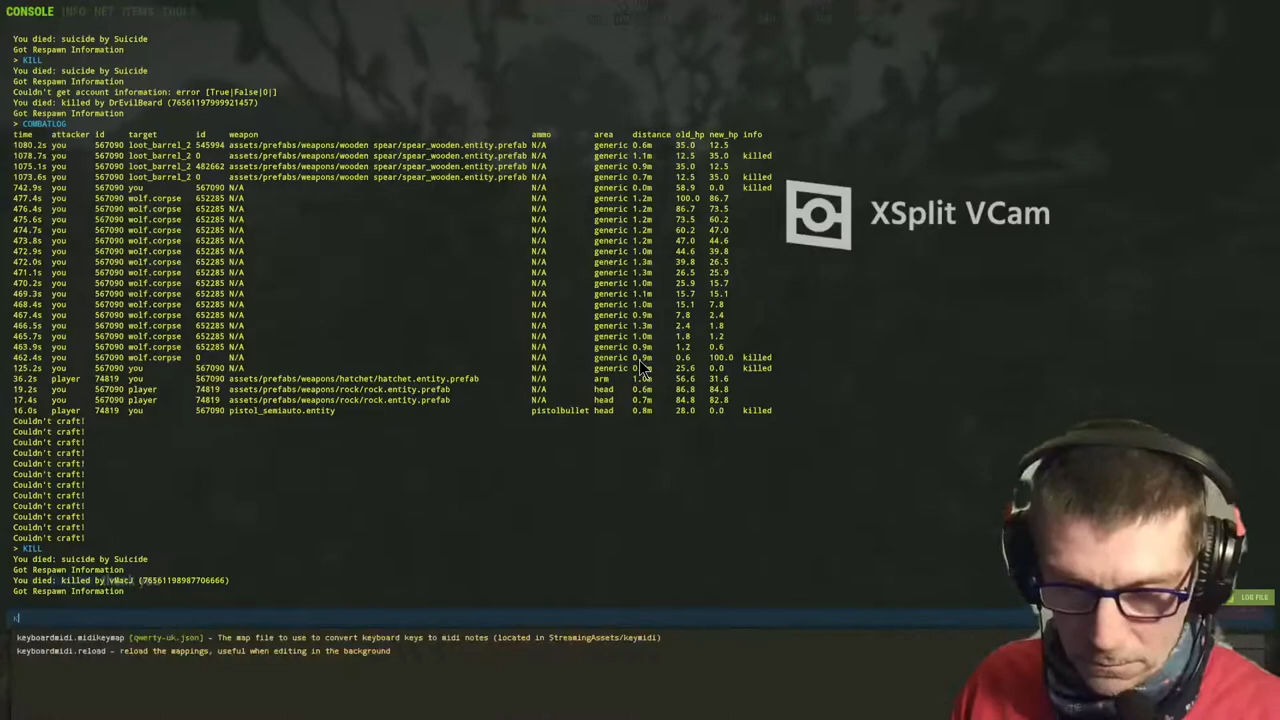 CONSOLE INFO NET ITEMS TOOLS
You died: suicide by Suicide
Got Respawn Information
> KILL
You died: suicide by Suicide
Got Respawn Information
Couldn't get account information: error [True|False|0|]
You died: killed by DrEvilBeard (76561197999921457)
Got Respawn Information
> COMBATLOG
time attacker id target id weapon ammo area distance old_hp new_hp info
1080.2s you 567090 loot_barrel_2 545994 assets/prefabs/weapons/wooden spear/spear_wooden.entity.prefab N/A generic 0.6m 35.0 12.5
1078.7s you 567090 loot_barrel_2 0 assets/prefabs/weapons/wooden spear/spear_wooden.entity.prefab N/A generic 1.1m 12.5 35.0 killed
1075.1s you 567090 loot_barrel_2 482662 assets/prefabs/weapons/wooden spear/spear_wooden.entity.prefab N/A generic 0.9m 35.0 12.5
1073.6s you 567090 loot_barrel_2 0 assets/prefabs/weapons/wooden spear/spear_wooden.entity.prefab N/A generic 0.7m 12.5 35.0 killed
742.9s you 567090 you 567090 N/A N/A generic 0.0m 58.9 0.0 killed
477.4s you 567090 wolf.corpse 652285 N/A N/A generic 1.2m 100.0 86.7
476.4s you 567090 wolf.corpse 652285 N/A N/A generic 1.2m 86.7 73.5
475.6s you 567090 wolf.corpse 652285 N/A N/A generic 1.2m 73.5 60.2
474.7s you 567090 wolf.corpse 652285 N/A N/A generic 1.2m 60.2 47.0
473.8s you 567090 wolf.corpse 652285 N/A N/A generic 1.2m 47.0 44.6
472.9s you 567090 wolf.corpse 652285 N/A N/A generic 1.0m 44.6 39.8
472.0s you 567090 wolf.corpse 652285 N/A N/A generic 1.3m 39.8 26.5
471.1s you 567090 wolf.corpse 652285 N/A N/A generic 1.3m 26.5 25.9
470.2s you 567090 wolf.corpse 652285 N/A N/A generic 1.0m 25.9 15.7
469.3s you 567090 wolf.corpse 652285 N/A N/A generic 1.1m 15.7 15.1
468.4s you 567090 wolf.corpse 652285 N/A N/A generic 1.0m 15.1 7.8
467.4s you 567090 wolf.corpse 652285 N/A N/A generic 0.9m 7.8 2.4
466.5s you 567090 wolf.corpse 652285 N/A N/A generic 1.3m 2.4 1.8
465.7s you 567090 wolf.corpse 652285 N/A N/A generic 1.0m 1.8 1.2
463.9s you 567090 wolf.corpse 652285 N/A N/A generic 0.9m 1.2 0.6
462.4s you 567090 wolf.corpse 0 N/A N/A generic 0.9m 0.6 100.0 killed
125.2s you 567090 you 567090 N/A N/A generic 25.6 0.0 killed
36.2s player 74819 you 567090 assets/prefabs/weapons/hatchet/hatchet.entity.prefab N/A arm 56.6 31.6
19.2s you 567090 player 74819 assets/prefabs/weapons/rock/rock.entity.prefab N/A head 0.6m 86.8 84.8
17.4s you 567090 player 74819 assets/prefabs/weapons/rock/rock.entity.prefab N/A head 0.7m 84.8 82.8
16.0s player 74819 you 567090 pistol_semiauto.entity pistolbullet head 0.8m 28.0 0.0 killed
Couldn't craft!
Couldn't craft!
Couldn't craft!
Couldn't craft!
Couldn't craft!
Couldn't craft!
Couldn't craft!
Couldn't craft!
Couldn't craft!
Couldn't craft!
Couldn't craft!
Couldn't craft!
> KILL
You died: suicide by Suicide
Got Respawn Information
You died: killed by vMacz (76561198987706666)
Got Respawn Information
k
LOG FILE
keyboardmidi.midikeymap [qwerty-uk.json] - The map file to use to convert keyboard keys to midi notes (located in StreamingAssets/keymidi)
keyboardmidi.reload - reload the mappings, useful when editing in the background
XSplit VCam